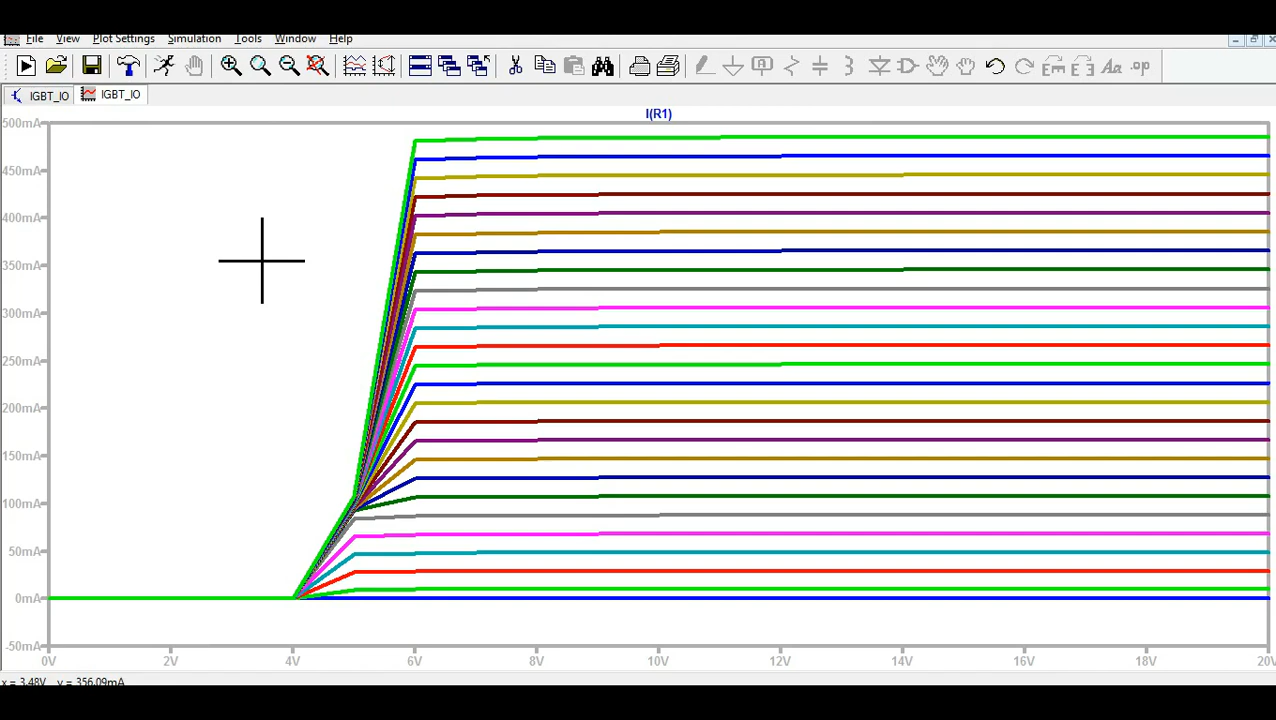 File View Plot Settings Simulation Tools Window Help
Aa .op
IGBT_IO IGBT_IO
I(R1)
500mA
450mA
400mA
350mA
300mA
250mA
200mA
150mA
100mA
50mA
0mA
-50mA
0V 2V 4V 6V 8V 10V 12V 14V 16V 18V 20V
x = 3.48V y = 356.09mA